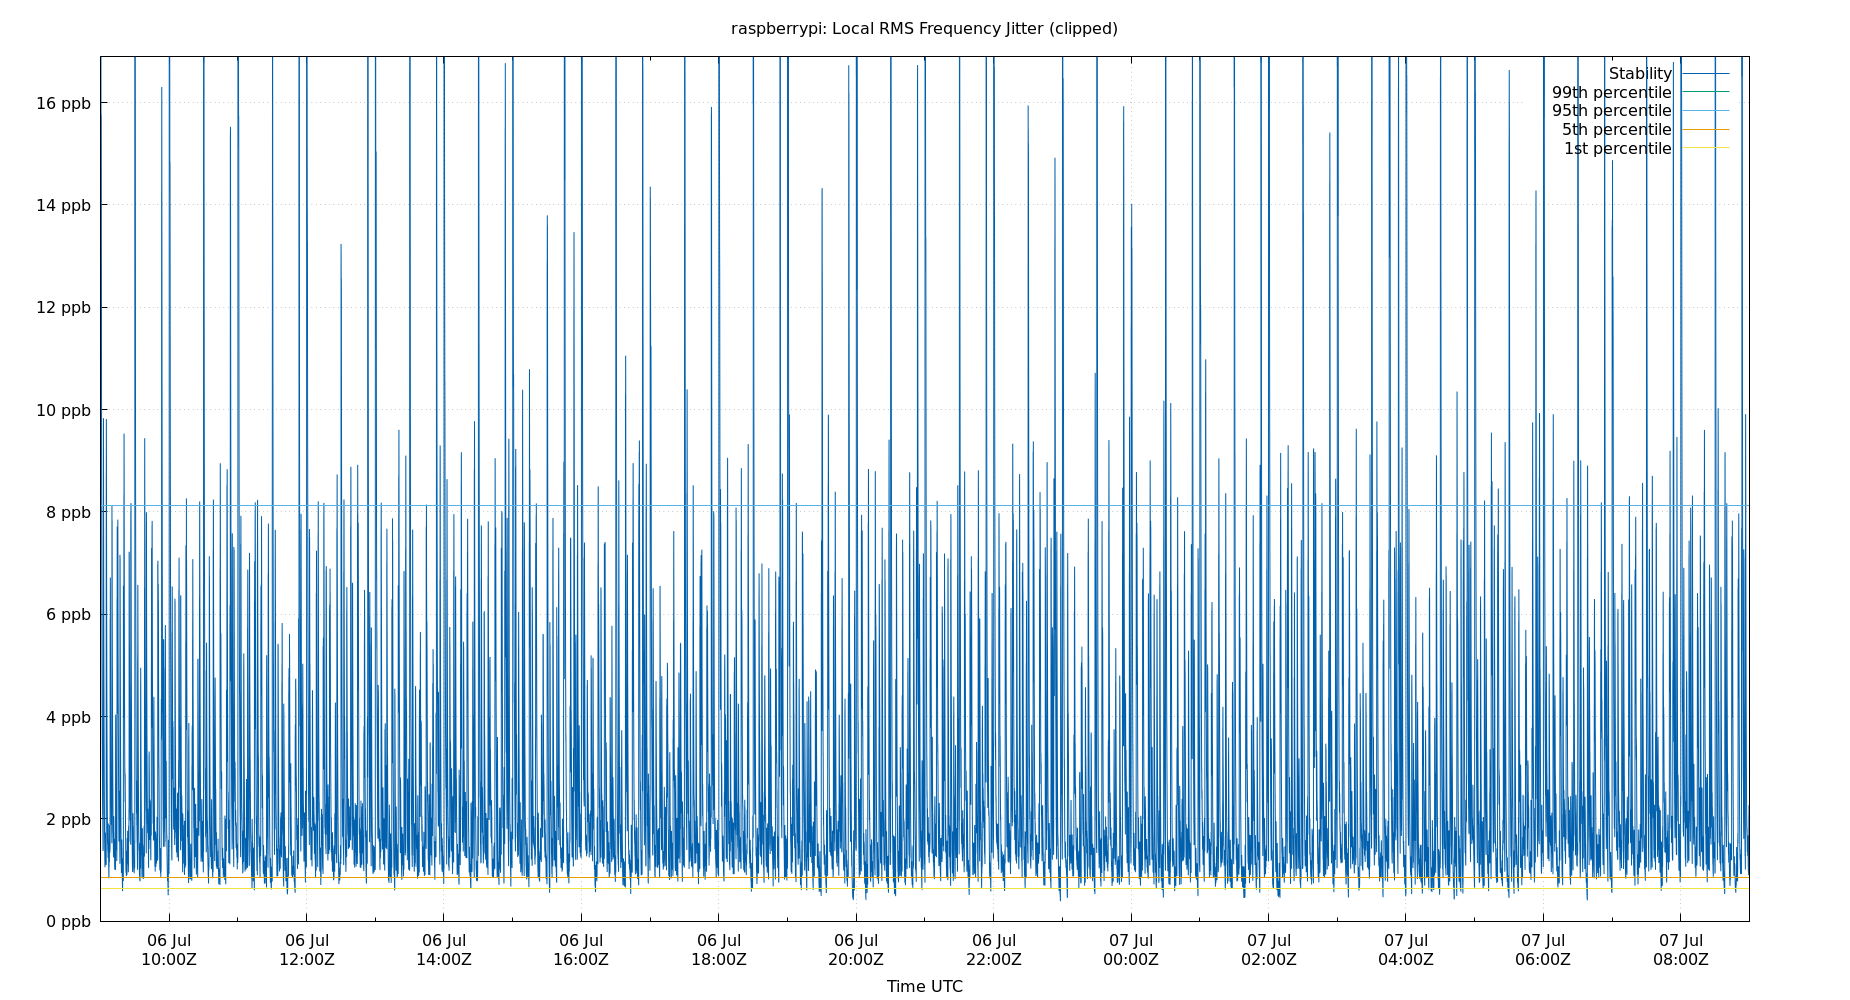 raspberrypi: Local RMS Frequency Jitter (clipped)
Stability
99th percentile
95th percentile
5th percentile
1st percentile
16 ppb
14 ppb
12 ppb
10 ppb
8 ppb
6 ppb
4 ppb
2 ppb
0 ppb
06 Jul 06 Jul 06 Jul 06 Jul 06 Jul 06 Jul 06 Jul 07 Jul 07 Jul 07 Jul 07 Jul 07 Jul
10:00Z 12:00Z 14:00Z 16:00Z 18:00Z 20:00Z 22:00Z 00:00Z 02:00Z 04:00Z 06:00Z 08:00Z
Time UTC